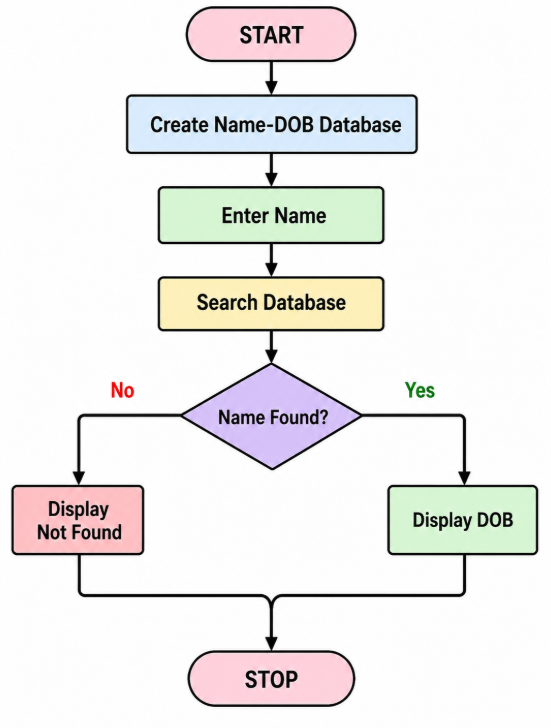 START
Create Name-DOB Database
Enter Name
Search Database
No
Yes
Name Found?
Display
Not Found
Display DOB
STOP